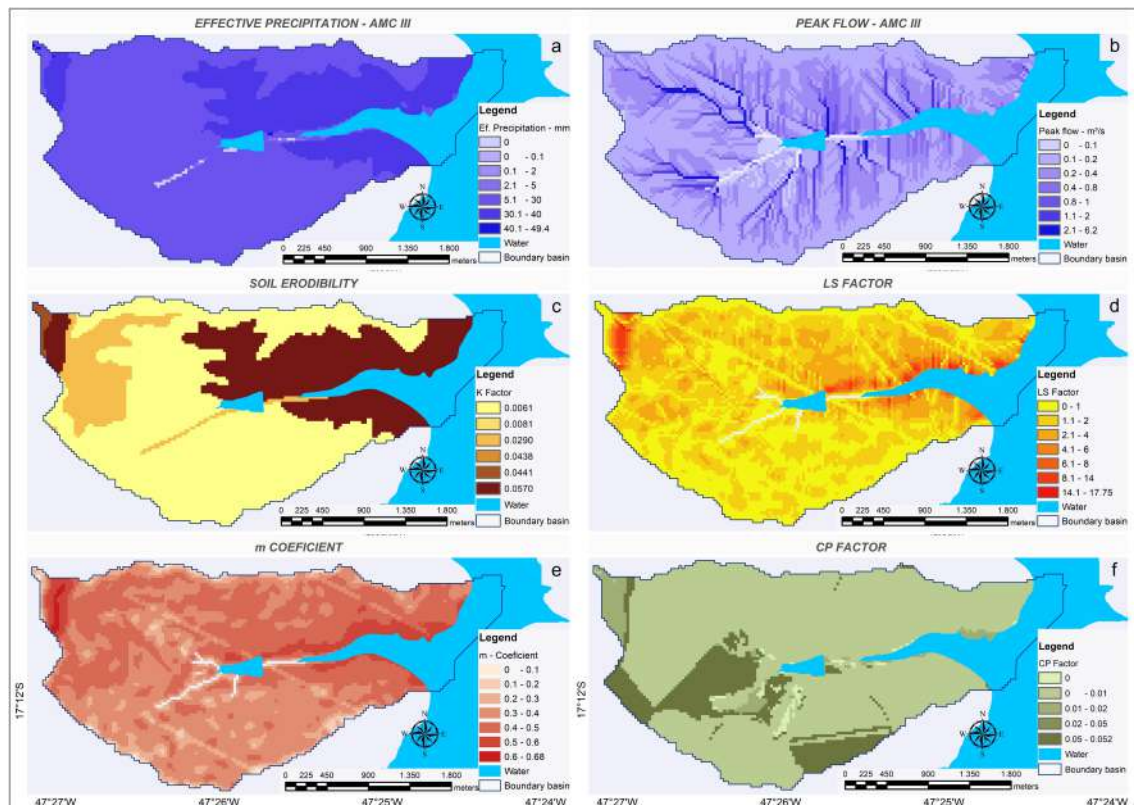 EFFECTIVE PRECIPITATION - AMC III
a
Legend
Ef. Precipitation - mm
0
0 - 0.1
0.1 - 2
2.1 - 5
5.1 - 30
30.1 - 40
40.1 - 49.4
Water
Boundary basin
N
W E
S
0 225 450 900 1.350 1.800
meters
PEAK FLOW - AMC III
b
Legend
Peak flow - m³/s
0 - 0.1
0.1 - 0.2
0.2 - 0.4
0.4 - 0.8
0.8 - 1
1.1 - 2
2.1 - 6.2
Water
Boundary basin
N
W E
S
0 225 450 900 1.350 1.800
meters
SOIL ERODIBILITY
c
Legend
K Factor
0.0061
0.0081
0.0290
0.0438
0.0441
0.0570
Water
Boundary basin
N
W E
S
0 225 450 900 1.350 1.800
meters
LS FACTOR
d
Legend
LS Factor
0 - 1
1.1 - 2
2.1 - 4
4.1 - 6
6.1 - 8
8.1 - 14
14.1 - 17.75
Water
Boundary basin
N
W E
S
0 225 450 900 1.350 1.800
meters
m COEFICIENT
e
Legend
m - Coeficient
0 - 0.1
0.1 - 0.2
0.2 - 0.3
0.3 - 0.4
0.4 - 0.5
0.5 - 0.6
0.6 - 0.68
Water
Boundary basin
N
W E
S
0 225 450 900 1.350 1.800
meters
17°12'S
47°27'W 47°26'W 47°25'W 47°24'W
CP FACTOR
f
Legend
CP Factor
0
0 - 0.01
0.01 - 0.02
0.02 - 0.05
0.05 - 0.052
Water
Boundary basin
N
W E
S
0 225 450 900 1.350 1.800
meters
17°12'S
47°27'W 47°26'W 47°25'W 47°24'W